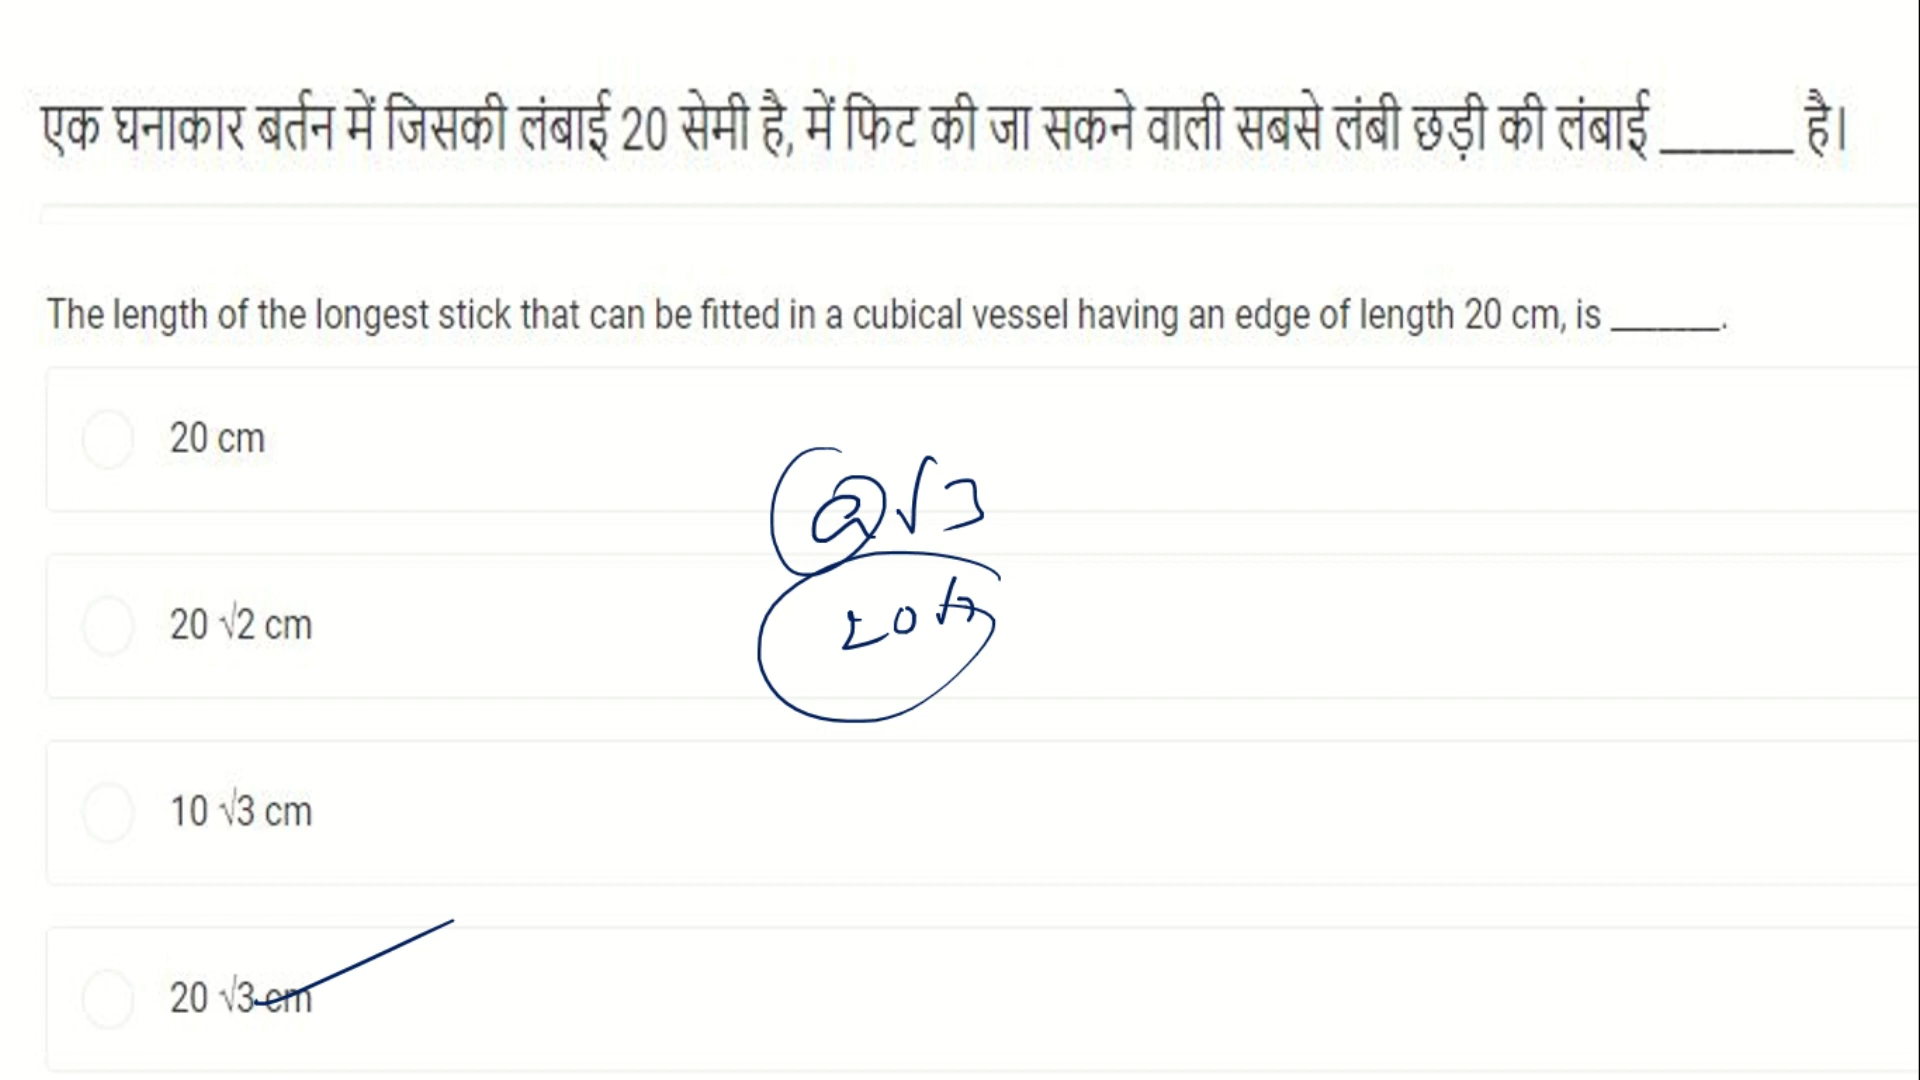 एक घनाकार बर्तन में जिसकी लंबाई 20 सेमी है, में फिट की जा सकने वाली सबसे लंबी छड़ी की लंबाई ______ है।
The length of the longest stick that can be fitted in a cubical vessel having an edge of length 20 cm, is ______.
20 cm
a√3
20 √2 cm
20√3
10 √3 cm
20 √3 cm